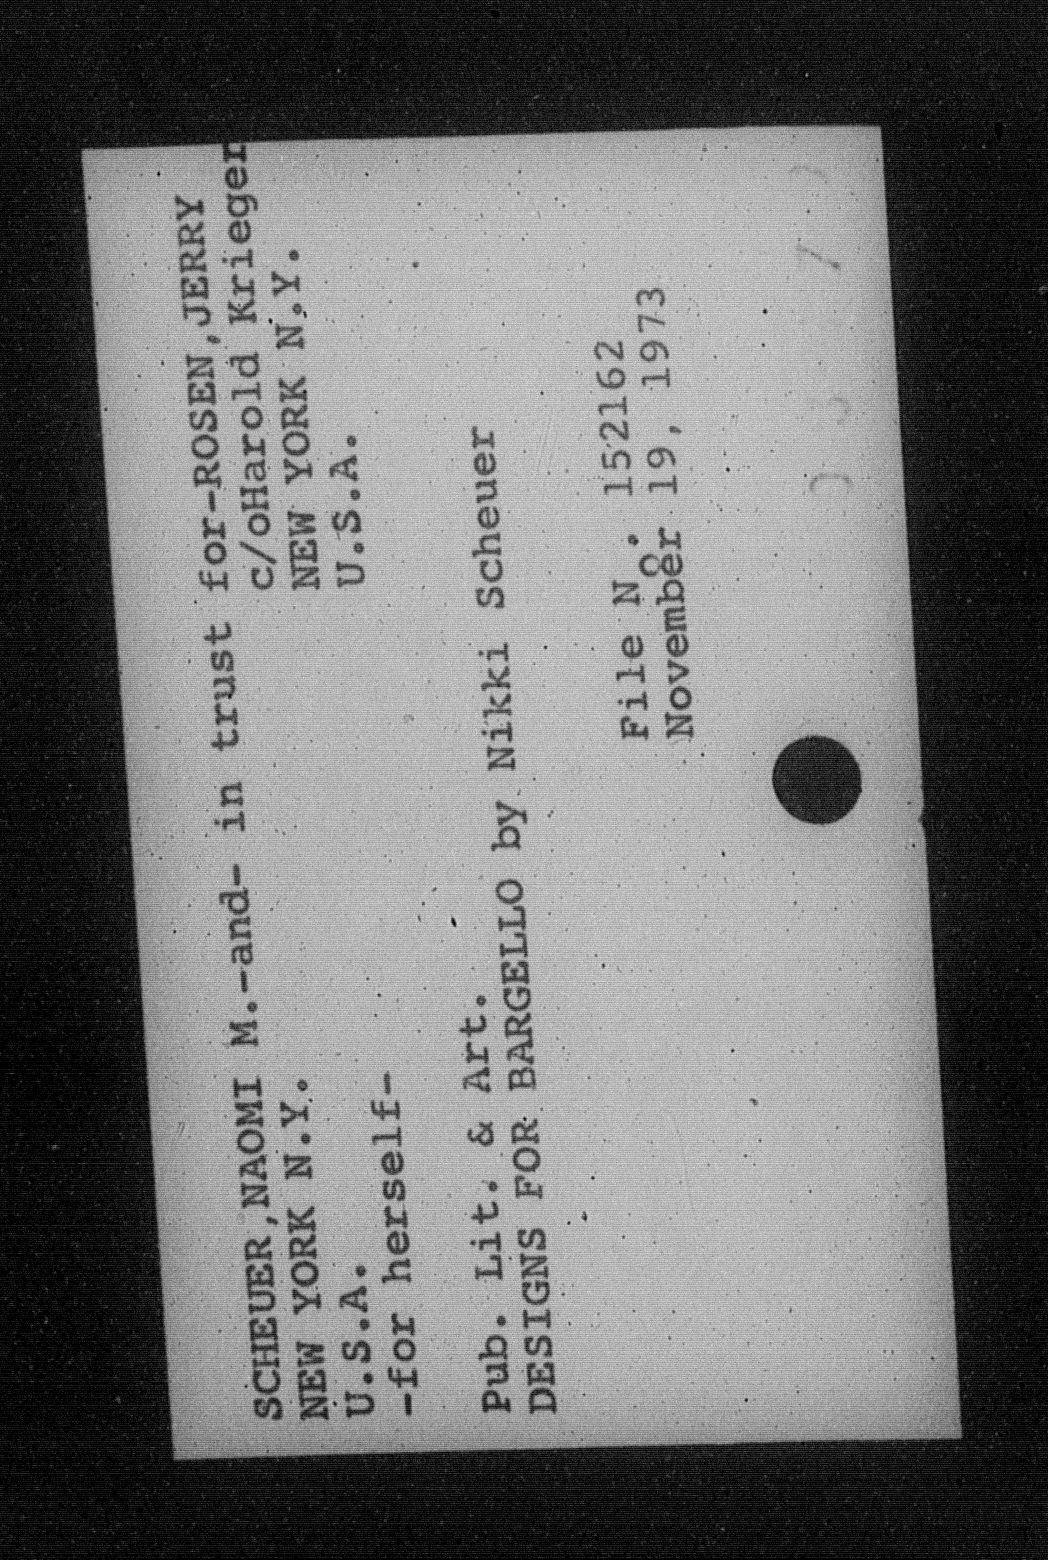 SCHEUER,NAOMI M.-and- in trust for-ROSEN,JERRY
NEW YORK N.Y. c/oHarold Krieger
U.S.A. NEW YORK N.Y.
-for herself- U.S.A.
Pub. Lit. & Art.
DESIGNS FOR BARGELLO by Nikki Scheuer
File No. 152162
November 19, 1973